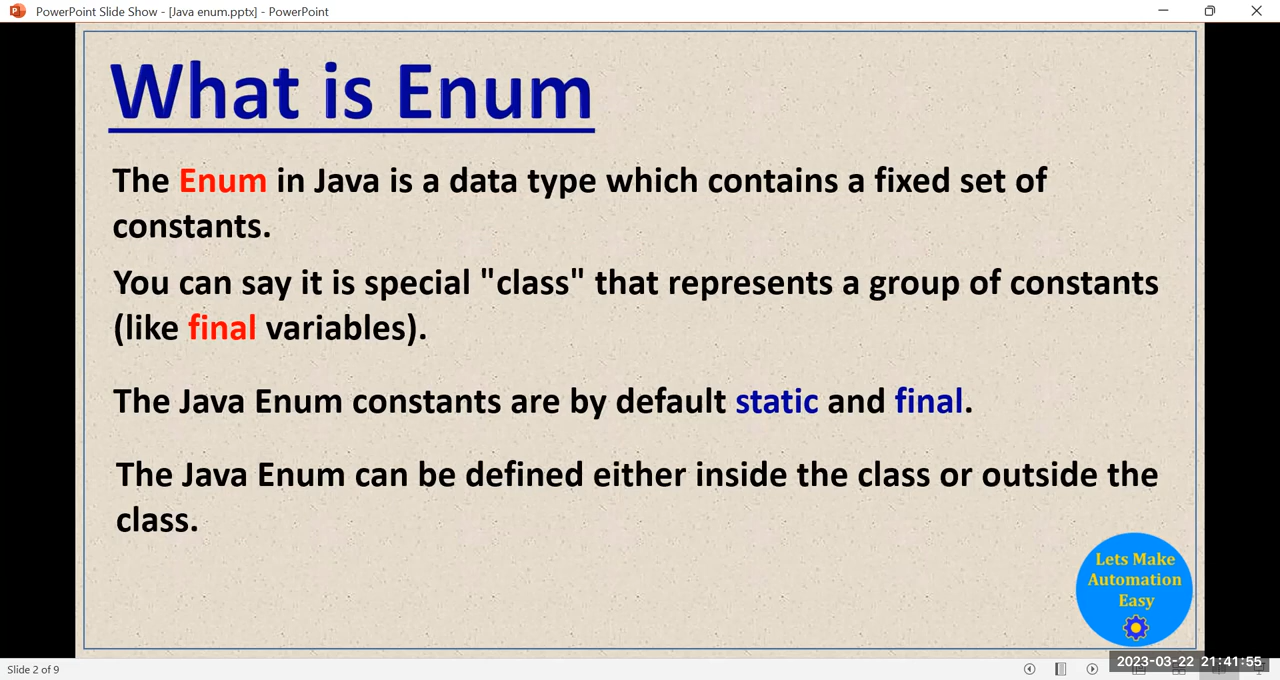 PowerPoint Slide Show - [Java enum.pptx] - PowerPoint
What is Enum
The Enum in Java is a data type which contains a fixed set of
constants.
You can say it is special "class" that represents a group of constants
(like final variables).
The Java Enum constants are by default static and final.
The Java Enum can be defined either inside the class or outside the
class.
Lets Make
Automation
Easy
Slide 2 of 9
2023-03-22 21:41:55